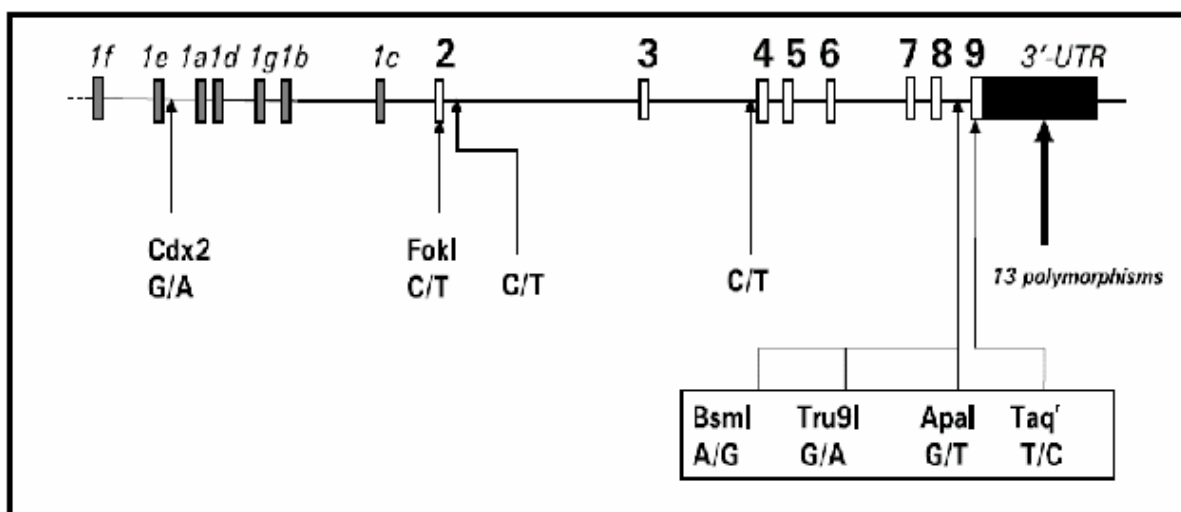 1f 1e 1a 1d 1g 1b 1c 2 3 4 5 6 7 8 9 3'-UTR
Cdx2 FokI
G/A C/T C/T C/T 13 polymorphisms
BsmI Tru9I ApaI Taq^r
A/G G/A G/T T/C